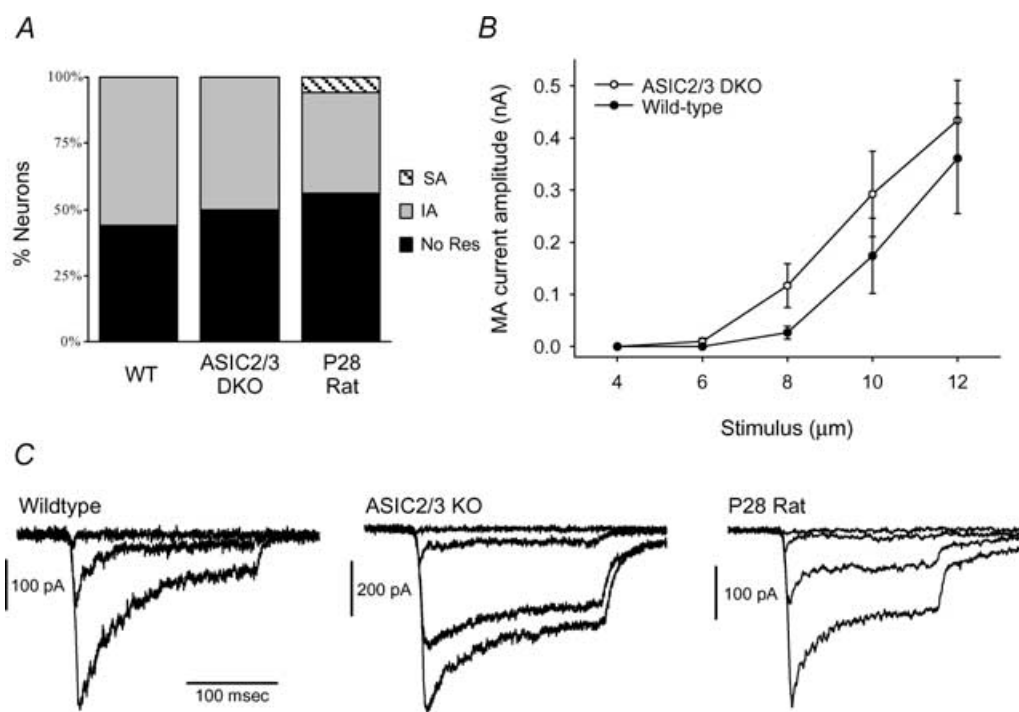 A
100%
75%
50%
25%
0%
% Neurons
WT
ASIC2/3
DKO
P28
Rat
SA
IA
No Res
B
ASIC2/3 DKO
Wild-type
MA current amplitude (nA)
0.5
0.4
0.3
0.2
0.1
0.0
4 6 8 10 12
Stimulus (μm)
C
Wildtype
100 pA
100 msec
ASIC2/3 KO
200 pA
P28 Rat
100 pA